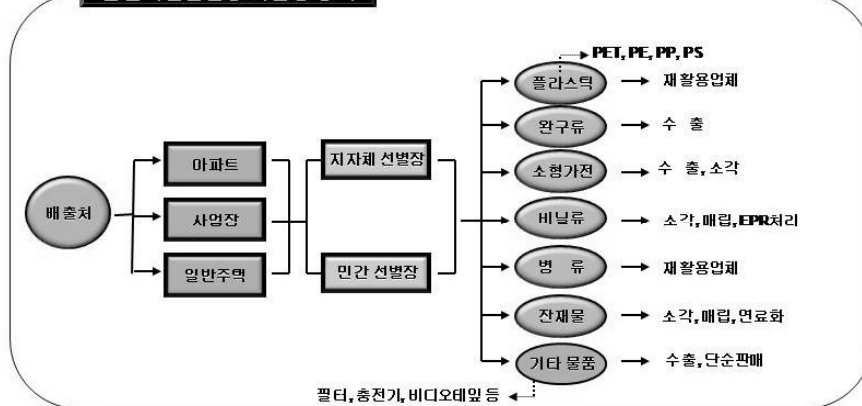 PET, PE, PP, PS
플라스틱
재활용업체
완구류
수 출
아파트
지자체 선별장
소형가전
수 출, 소각
배출처
사업장
비닐류
소각, 매립, EPR처리
일반주택
민간 선별장
병 류
재활용업체
잔재물
소각, 매립, 연료화
기타 물품
수출, 단순판매
필터, 충전기, 비디오테잎 등